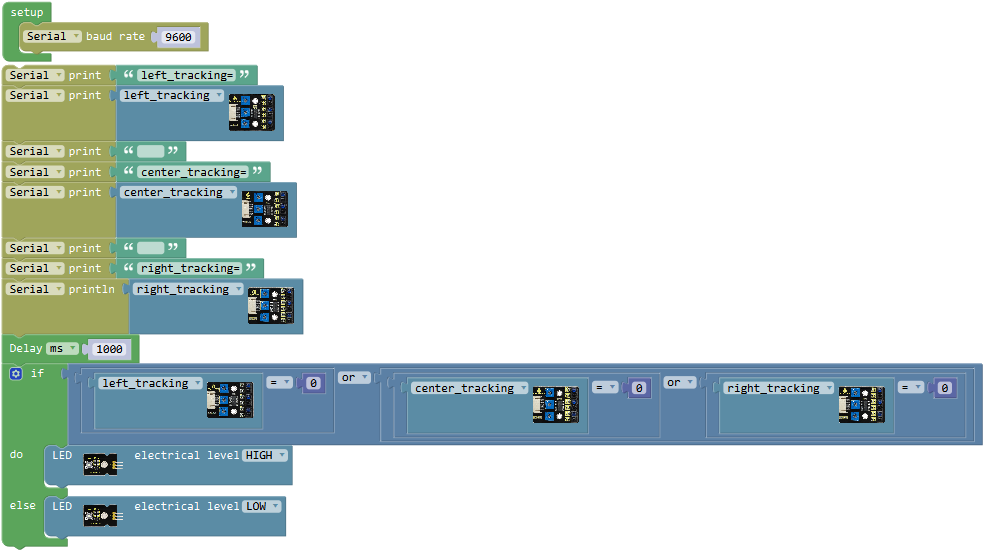 setup
Serial baud rate 9600
Serial print “ left_tracking= ”
Serial print left_tracking
Serial print “ ”
Serial print “ center_tracking= ”
Serial print center_tracking
Serial print “ ”
Serial print “ right_tracking= ”
Serial println right_tracking
Delay ms 1000
if left_tracking = 0 or center_tracking = 0 or right_tracking = 0
do LED electrical level HIGH
else LED electrical level LOW